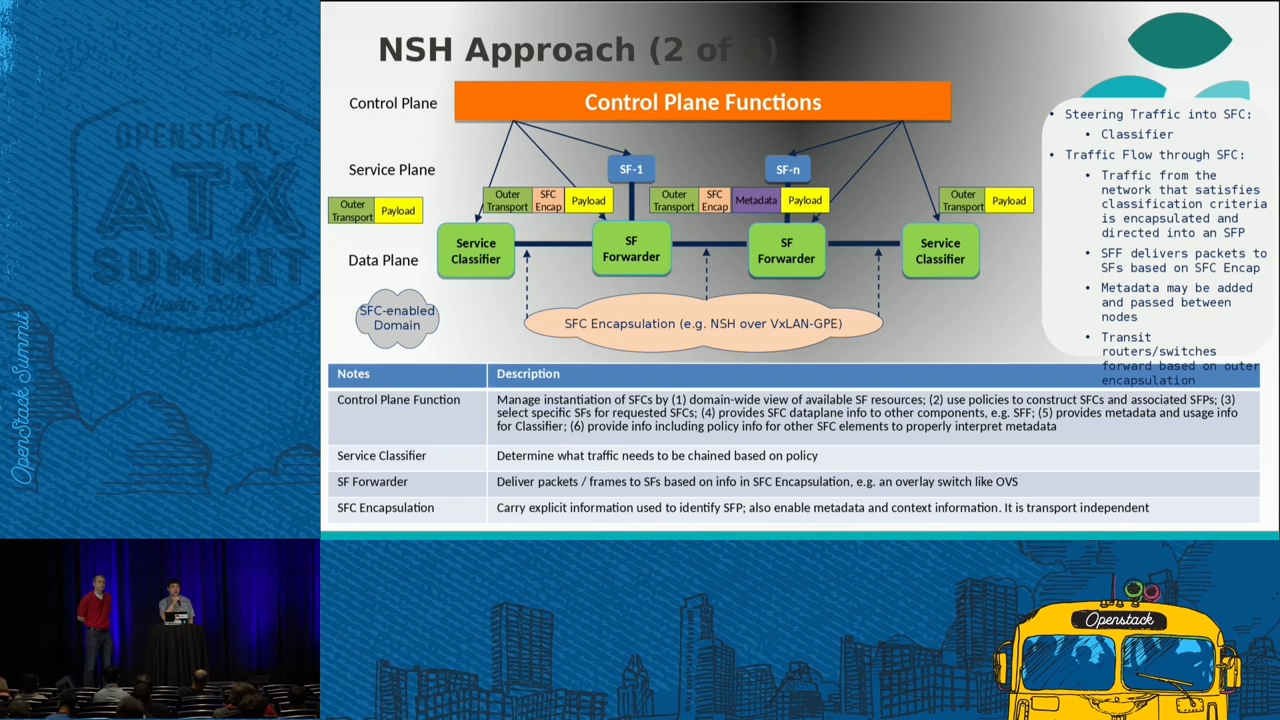 NSH Approach (2 of 4)
Control Plane
Control Plane Functions
Service Plane
SF-1
SF-n
Outer Transport
Payload
Outer Transport
SFC Encap
Payload
Outer Transport
SFC Encap
Metadata
Payload
Outer Transport
Payload
Data Plane
Service Classifier
SF Forwarder
SF Forwarder
Service Classifier
SFC-enabled Domain
SFC Encapsulation (e.g. NSH over VxLAN-GPE)
• Steering Traffic into SFC:
• Classifier
• Traffic Flow through SFC:
• Traffic from the
network that satisfies
classification criteria
is encapsulated and
directed into an SFP
• SFF delivers packets to
SFs based on SFC Encap
• Metadata may be added
and passed between
nodes
• Transit
routers/switches
forward based on outer
encapsulation
Notes
Description
Control Plane Function
Manage instantiation of SFCs by (1) domain-wide view of available SF resources; (2) use policies to construct SFCs and associated SFPs; (3)
select specific SFs for requested SFCs; (4) provides SFC dataplane info to other components, e.g. SFF; (5) provides metadata and usage info
for Classifier; (6) provide info including policy info for other SFC elements to properly interpret metadata
Service Classifier
Determine what traffic needs to be chained based on policy
SF Forwarder
Deliver packets / frames to SFs based on info in SFC Encapsulation, e.g. an overlay switch like OVS
SFC Encapsulation
Carry explicit information used to identify SFP; also enable metadata and context information. It is transport independent
OPENSTACK
ATX
SUMMIT
Austin
OpenStack Summit
Openstack